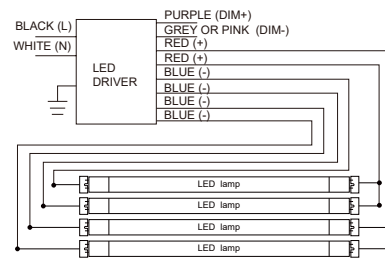 PURPLE (DIM+)
BLACK (L)
GREY OR PINK (DIM-)
WHITE (N)
RED (+)
RED (+)
LED
DRIVER
BLUE (-)
BLUE (-)
BLUE (-)
BLUE (-)
LED lamp
LED lamp
LED lamp
LED lamp